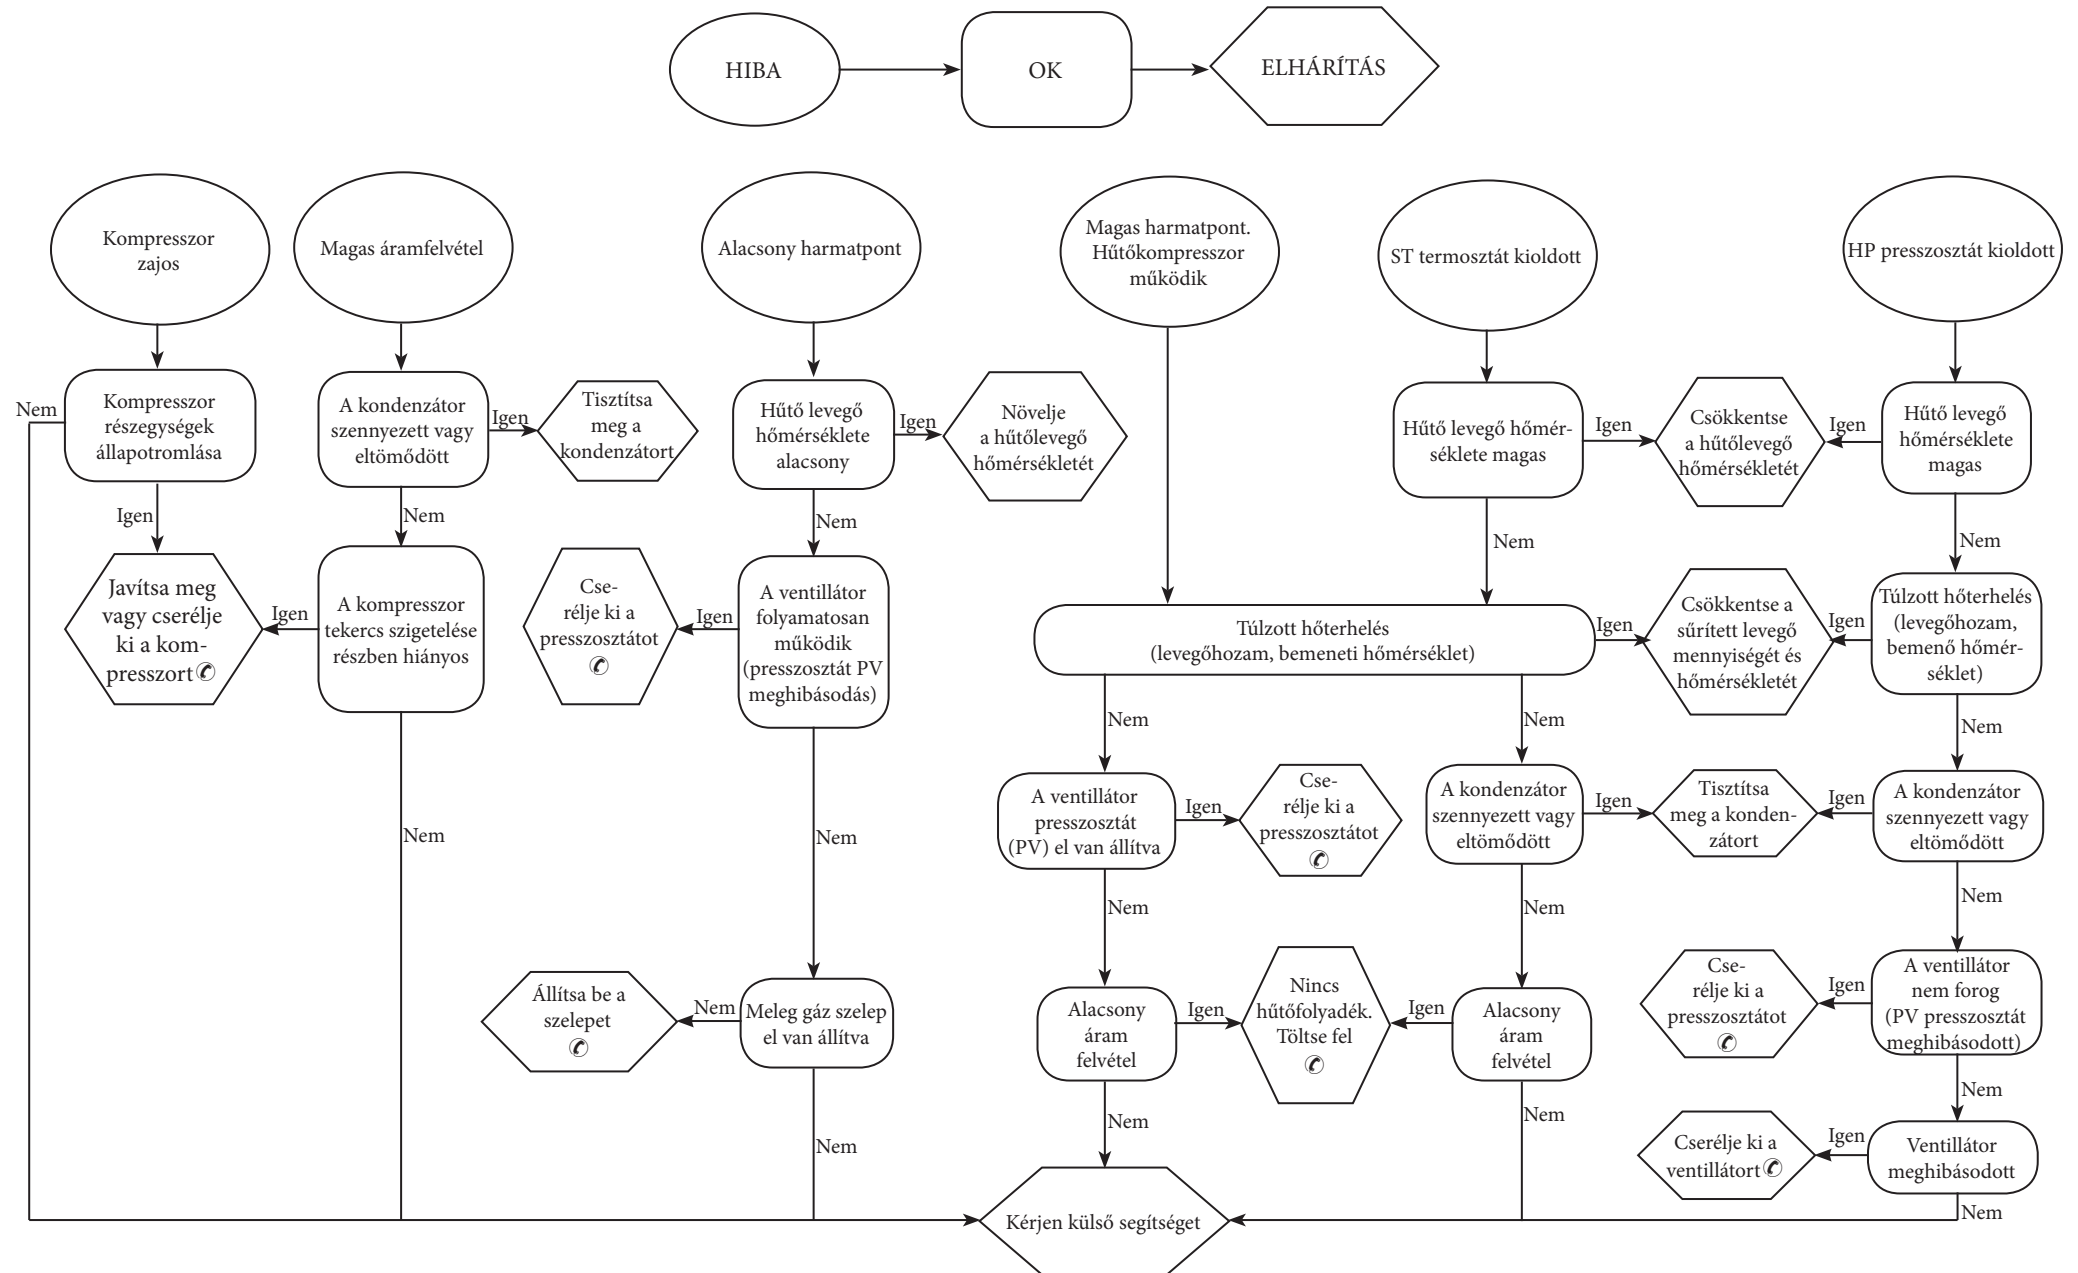 HIBA
OK
ELHÁRÍTÁS
Kompresszor
zajos
Magas áramfelvétel
Alacsony harmatpont
Magas harmatpont.
Hűtőkompresszor
működik
ST termosztát kioldott
HP presszosztát kioldott
Nem
Kompresszor
részegységek
állapotromlása
Igen
Javítsa meg
vagy cserélje
ki a kom-
presszort
A kondenzátor
szennyezett vagy
eltömődött
Igen
Tisztítsa
meg a
kondenzátort
Nem
A kompresszor
tekercs szigetelése
részben hiányos
Igen
Nem
Hűtő levegő
hőmérséklete
alacsony
Igen
Növelje
a hűtőlevegő
hőmérsékletét
Nem
A ventillátor
folyamatosan
működik
(presszosztát PV
meghibásodás)
Igen
Cse-
rélje ki a
presszosztátot
Nem
Meleg gáz szelep
el van állítva
Nem
Állítsa be a
szelepet
Nem
Hűtő levegő hőmér-
séklete magas
Igen
Csökkentse
a hűtőlevegő
hőmérsékletét
Igen
Hűtő levegő
hőmérséklete
magas
Nem
Nem
Túlzott hőterhelés
(levegőhozam, bemeneti hőmérséklet)
Igen
Csökkentse a
sűrített levegő
mennyiségét és
hőmérsékletét
Igen
Túlzott hőterhelés
(levegőhozam,
bemenő hőmér-
séklet)
Nem
Nem
Nem
A ventillátor
presszosztát
(PV) el van állítva
Igen
Cse-
rélje ki a
presszosztátot
A kondenzátor
szennyezett vagy
eltömődött
Igen
Tisztítsa
meg a konden-
zátort
Igen
A kondenzátor
szennyezett vagy
eltömődött
Nem
Nem
Nem
Alacsony
áram
felvétel
Igen
Nincs
hűtőfolyadék.
Töltse fel
Igen
Alacsony
áram
felvétel
Cse-
rélje ki a
presszosztátot
Igen
A ventillátor
nem forog
(PV presszosztát
meghibásodott)
Nem
Nem
Nem
Cserélje ki a
ventillátort
Igen
Ventillátor
meghibásodott
Nem
Kérjen külső segítséget